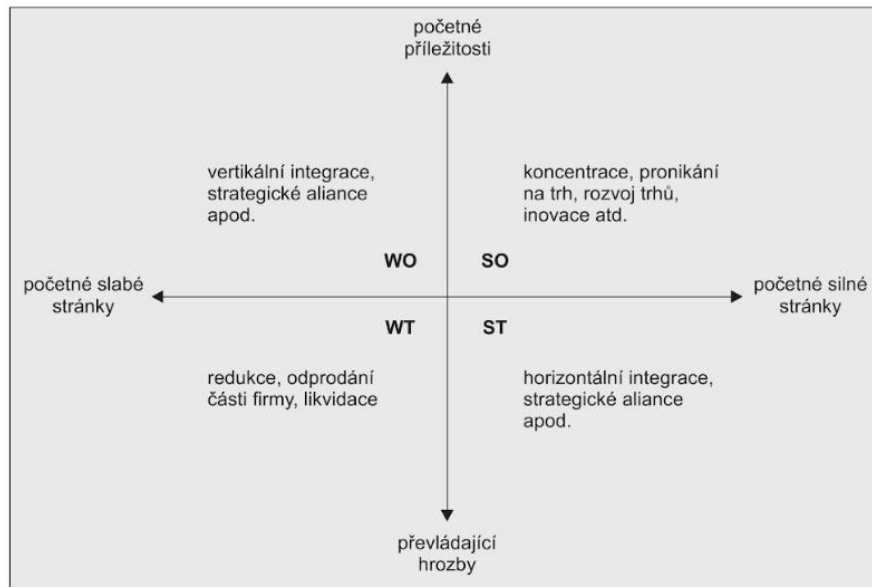 početné
příležitosti
vertikální integrace,
strategické aliance
apod.
koncentrace, pronikání
na trh, rozvoj trhů,
inovace atd.
WO
SO
početné slabé
stránky
početné silné
stránky
WT
ST
redukce, odprodání
části firmy, likvidace
horizontální integrace,
strategické aliance
apod.
převládající
hrozby